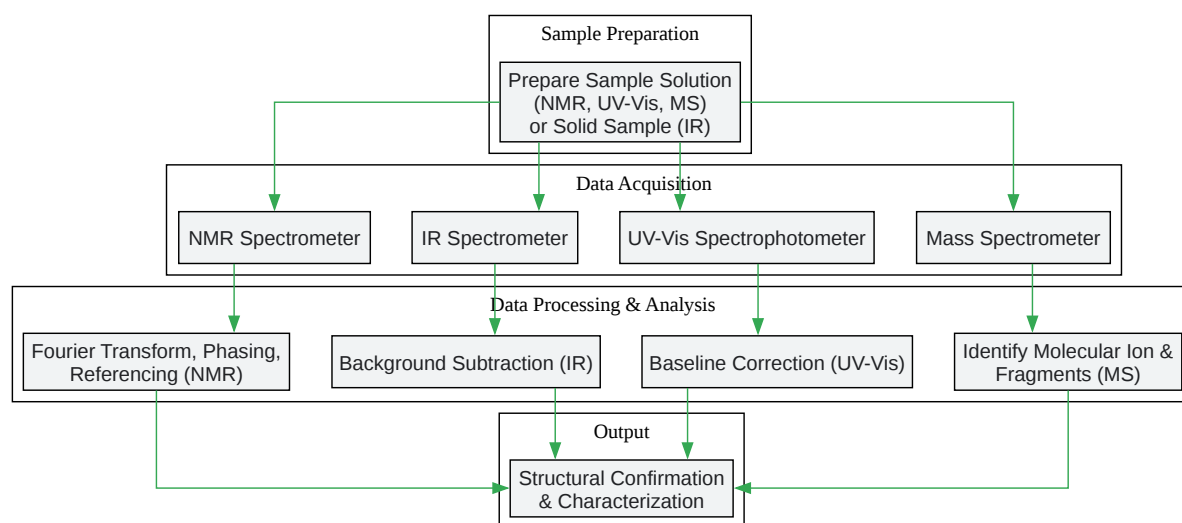 Sample Preparation
Prepare Sample Solution
(NMR, UV-Vis, MS)
or Solid Sample (IR)
Data Acquisition
NMR Spectrometer
IR Spectrometer
UV-Vis Spectrophotometer
Mass Spectrometer
Data Processing & Analysis
Fourier Transform, Phasing,
Referencing (NMR)
Background Subtraction (IR)
Baseline Correction (UV-Vis)
Identify Molecular Ion &
Fragments (MS)
Output
Structural Confirmation
& Characterization